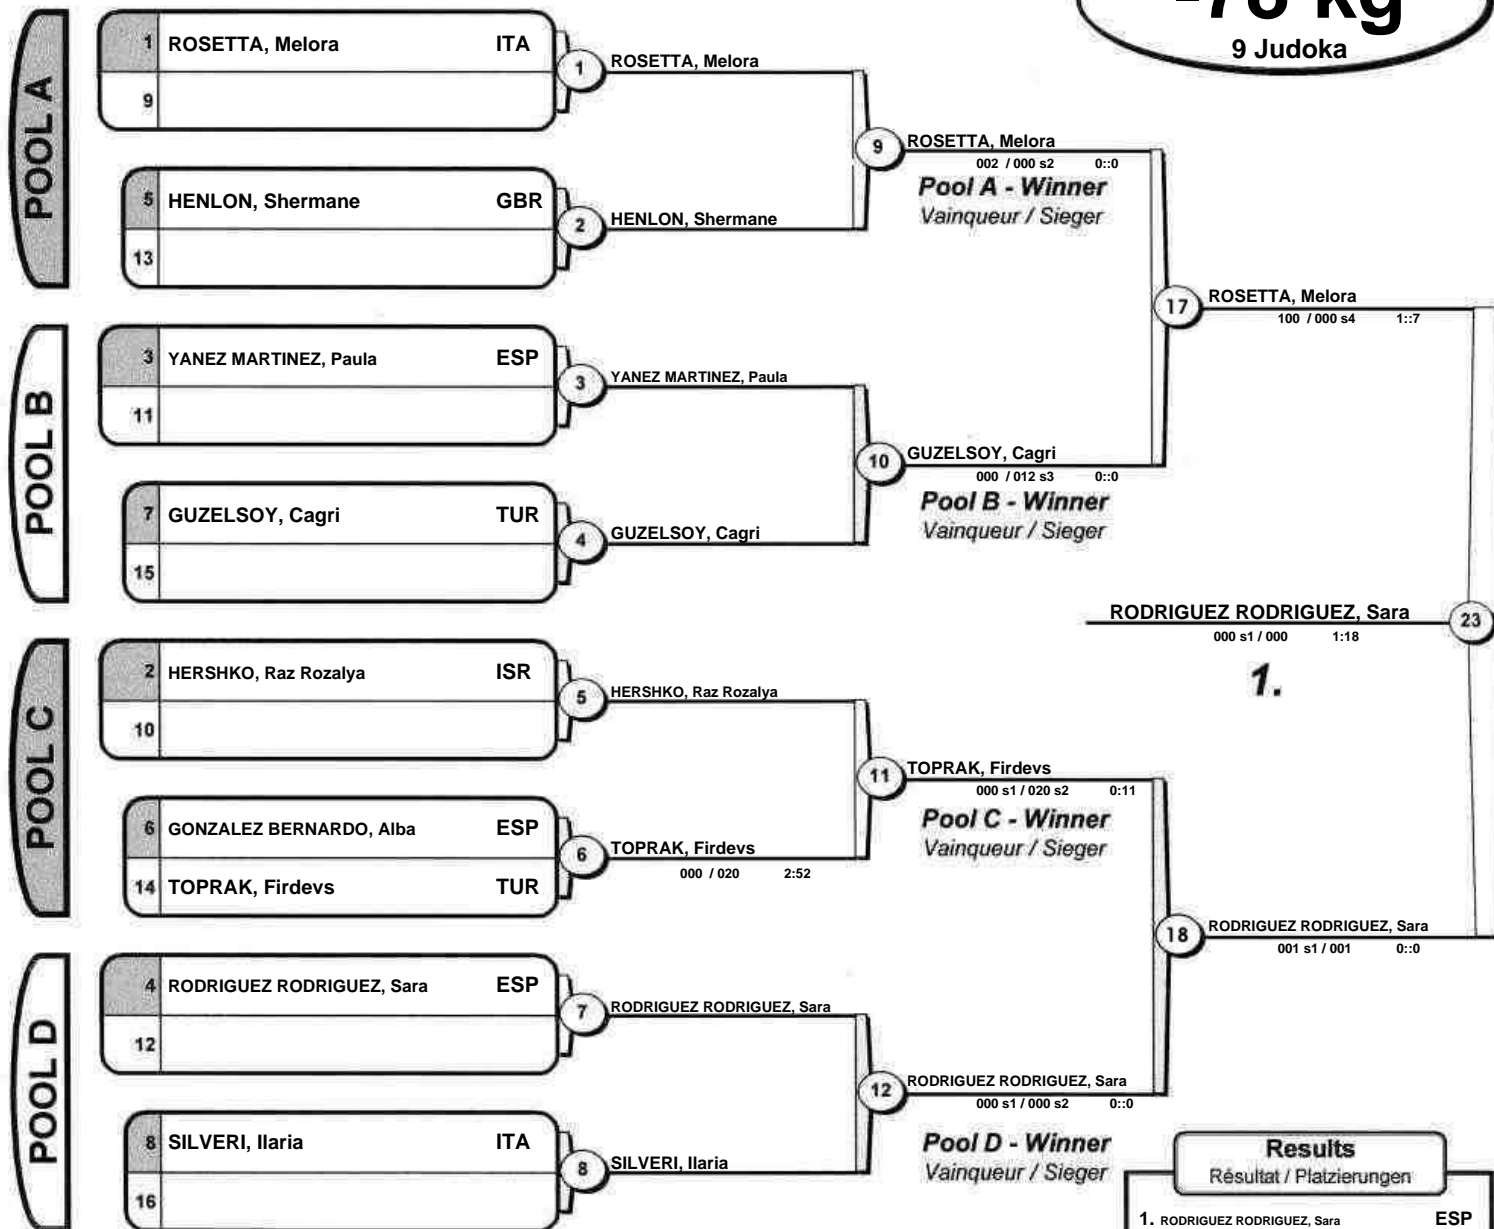 -78 kg
9 Judoka
POOL A
1 ROSETTA, Melora ITA
9
1
ROSETTA, Melora
5 HENLON, Shermane GBR
13
2
HENLON, Shermane
9
ROSETTA, Melora
002 / 000 s2 0::0
Pool A - Winner
Vainqueur / Sieger
POOL B
3 YANEZ MARTINEZ, Paula ESP
11
3
YANEZ MARTINEZ, Paula
7 GUZELSOY, Cagri TUR
15
4
GUZELSOY, Cagri
10
GUZELSOY, Cagri
000 / 012 s3 0::0
Pool B - Winner
Vainqueur / Sieger
17
ROSETTA, Melora
100 / 000 s4 1::7
POOL C
2 HERSHKO, Raz Rozalya ISR
10
5
HERSHKO, Raz Rozalya
6 GONZALEZ BERNARDO, Alba ESP
14 TOPRAK, Firdevs TUR
6
TOPRAK, Firdevs
000 / 020 2:52
11
TOPRAK, Firdevs
000 s1 / 020 s2 0:11
Pool C - Winner
Vainqueur / Sieger
POOL D
4 RODRIGUEZ RODRIGUEZ, Sara ESP
12
7
RODRIGUEZ RODRIGUEZ, Sara
8 SILVERI, Ilaria ITA
16
8
SILVERI, Ilaria
12
RODRIGUEZ RODRIGUEZ, Sara
000 s1 / 000 s2 0::0
Pool D - Winner
Vainqueur / Sieger
18
RODRIGUEZ RODRIGUEZ, Sara
001 s1 / 001 0::0
RODRIGUEZ RODRIGUEZ, Sara
23
000 s1 / 000 1:18
1.
Results
Résultat / Platzierungen
1. RODRIGUEZ RODRIGUEZ, Sara ESP